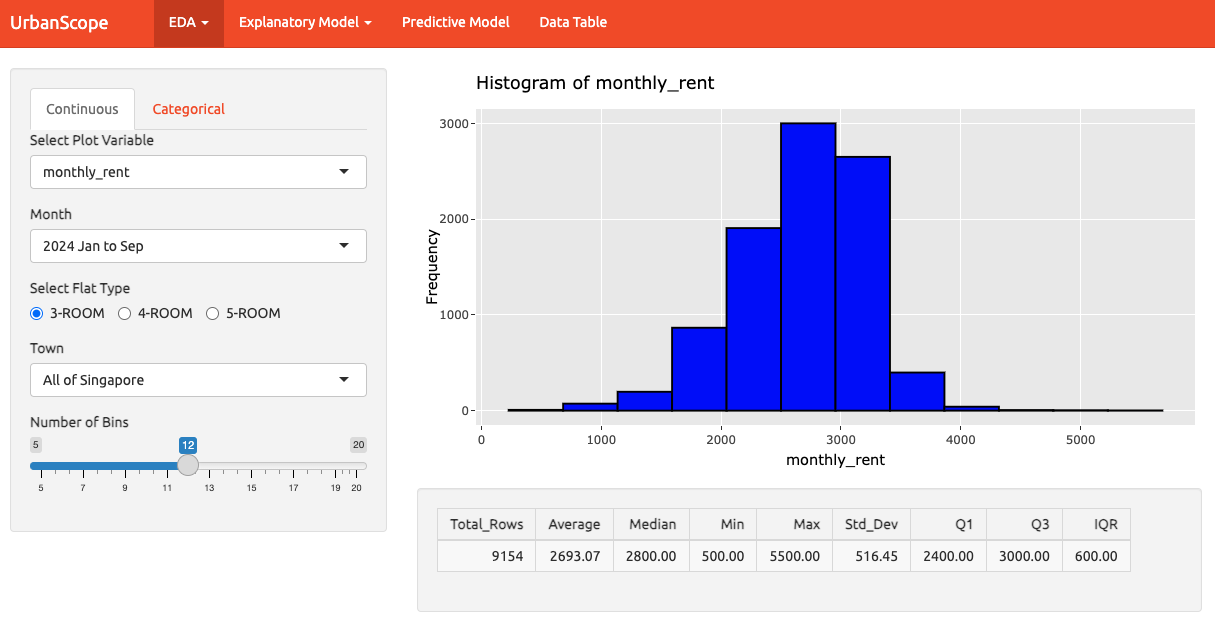 UrbanScope EDA Explanatory Model Predictive Model Data Table
Continuous Categorical
Select Plot Variable
monthly_rent
Month
2024 Jan to Sep
Select Flat Type
3-ROOM 4-ROOM 5-ROOM
Town
All of Singapore
Number of Bins
5 12 20
5 7 9 11 13 15 17 19 20
Histogram of monthly_rent
Frequency
3000
2000
1000
0
0 1000 2000 3000 4000 5000
monthly_rent
Total_Rows Average Median Min Max Std_Dev Q1 Q3 IQR
9154 2693.07 2800.00 500.00 5500.00 516.45 2400.00 3000.00 600.00